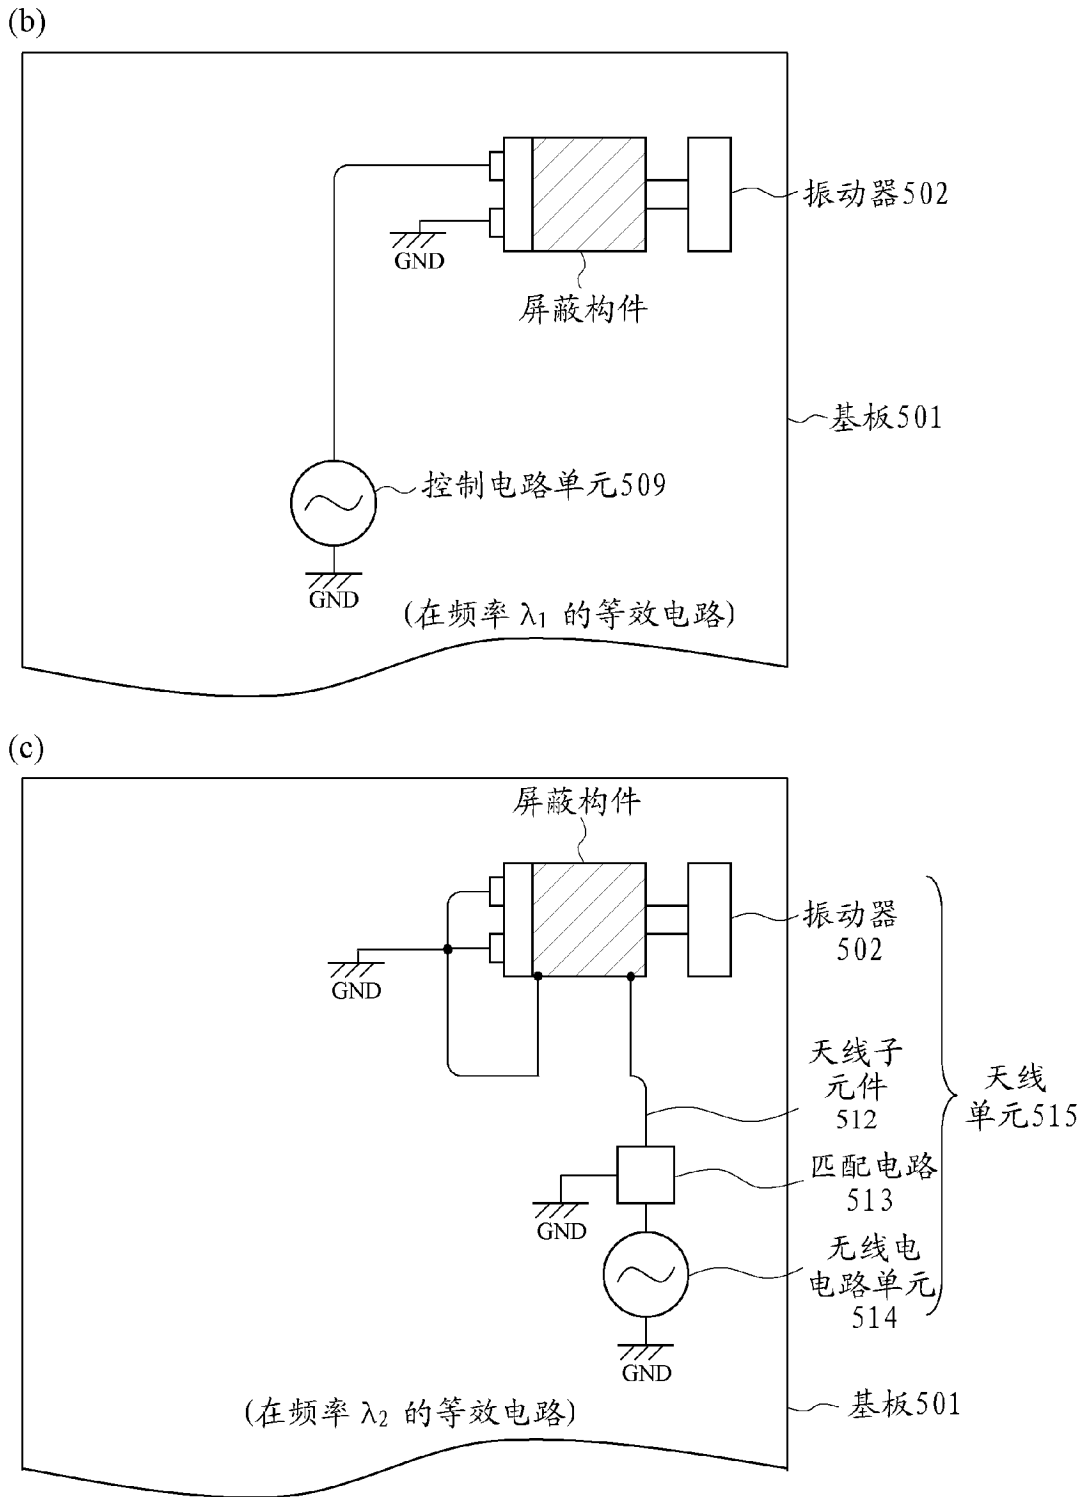 (b)
振动器502
GND
屏蔽构件
基板501
控制电路单元509
GND
(在频率 λ1 的等效电路)
(c)
屏蔽构件
振动器
502
GND
天线子
元件
512
天线
单元515
匹配电路
513
GND
无线电
电路单元
514
GND
基板501
(在频率 λ2 的等效电路)